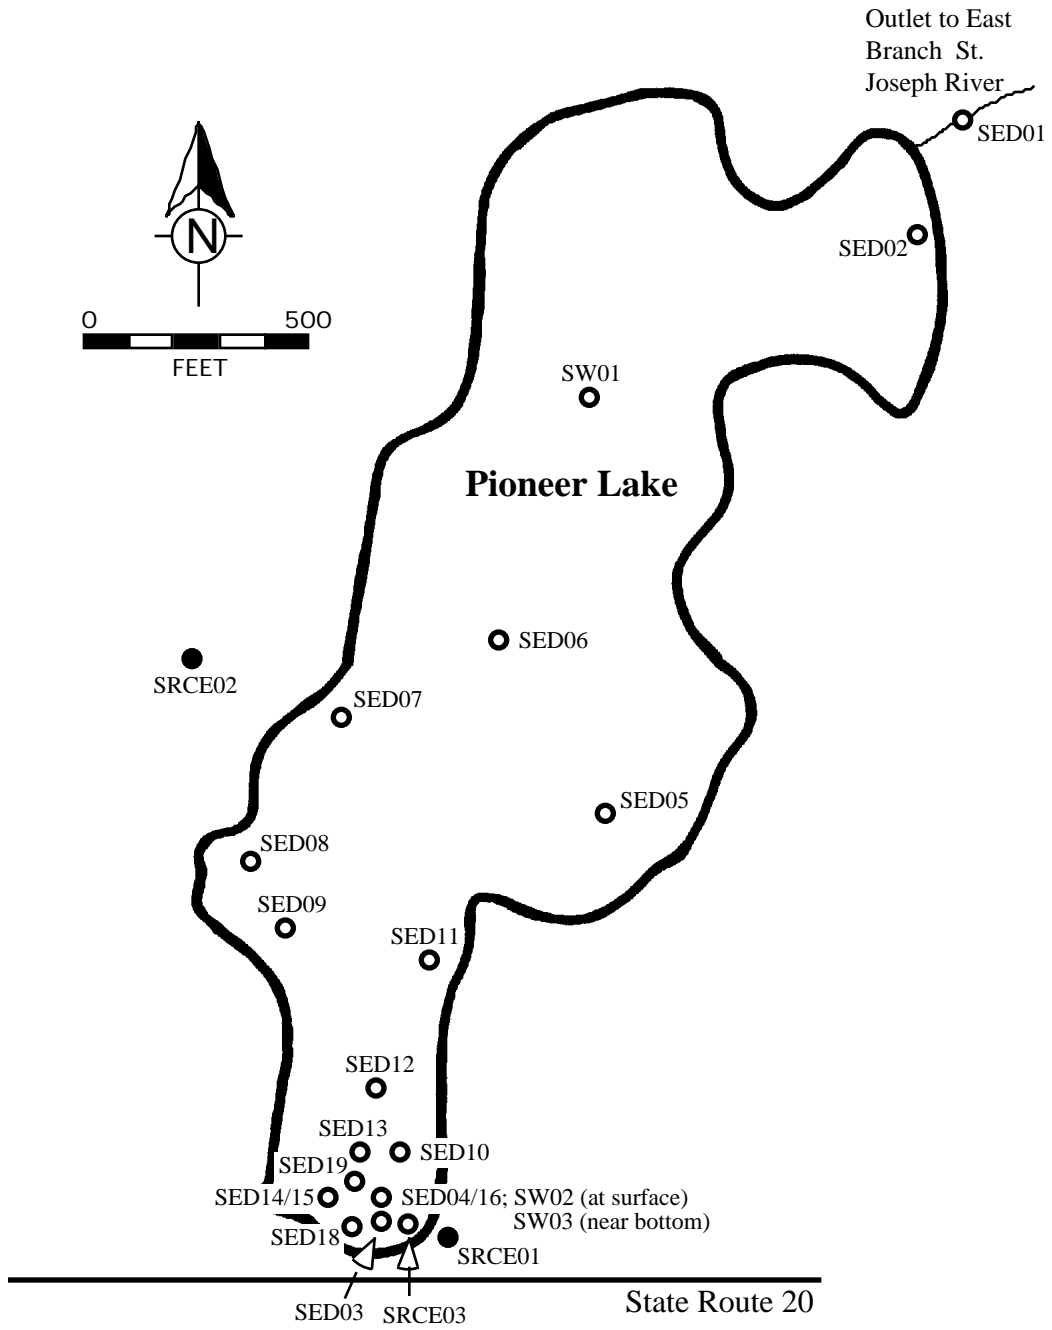 Outlet to East
Branch St.
Joseph River
SED01
N
SED02
0 500
FEET
SW01
Pioneer Lake
SED06
SRCE02
SED07
SED05
SED08
SED09
SED11
SED12
SED13
SED10
SED19
SED14/15
SED04/16; SW02 (at surface)
SW03 (near bottom)
SED18
SRCE01
SED03
SRCE03
State Route 20